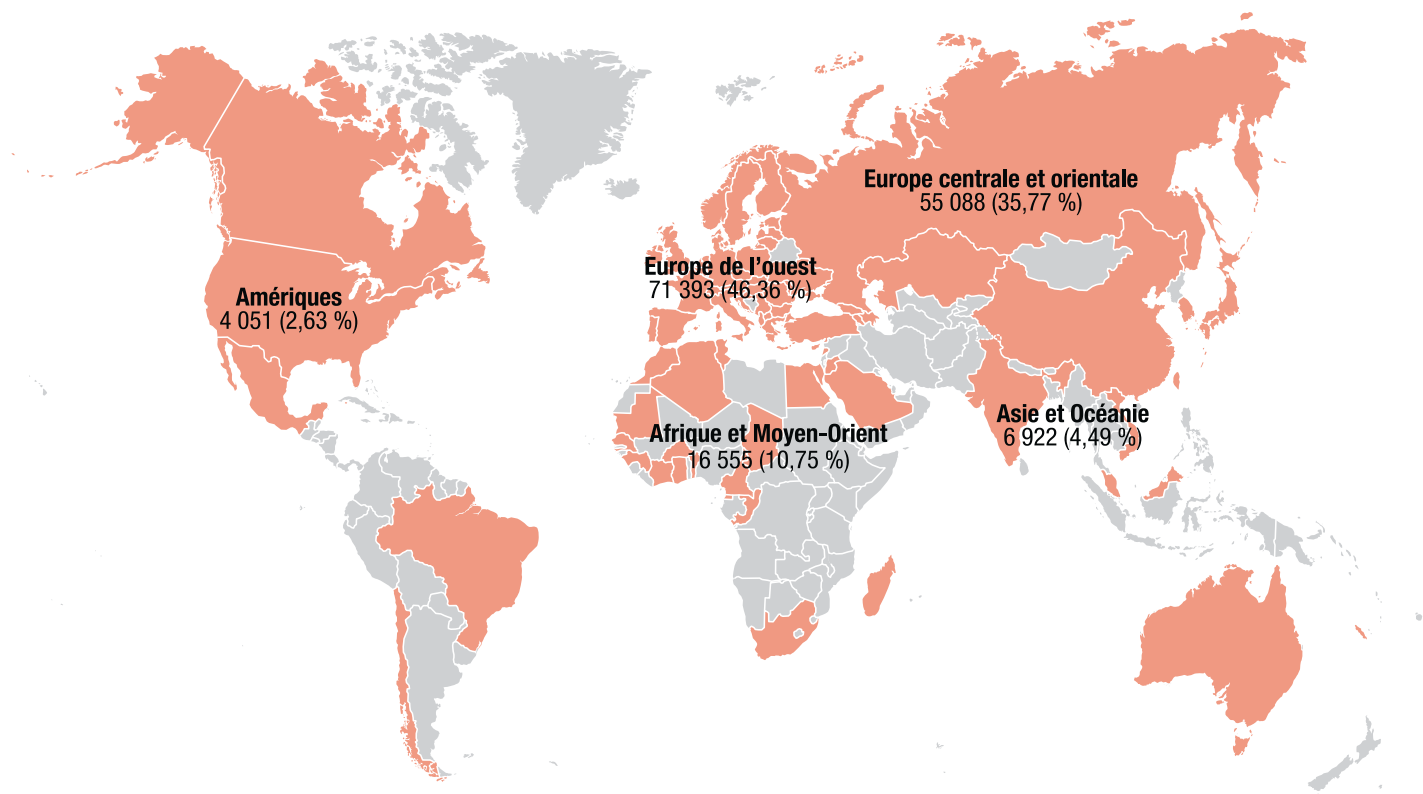 Europe centrale et orientale
55 088 (35,77 %)
Europe de l'ouest
71 393 (46,36 %)
Amériques
4 051 (2,63 %)
Asie et Océanie
6 922 (4,49 %)
Afrique et Moyen-Orient
16 555 (10,75 %)